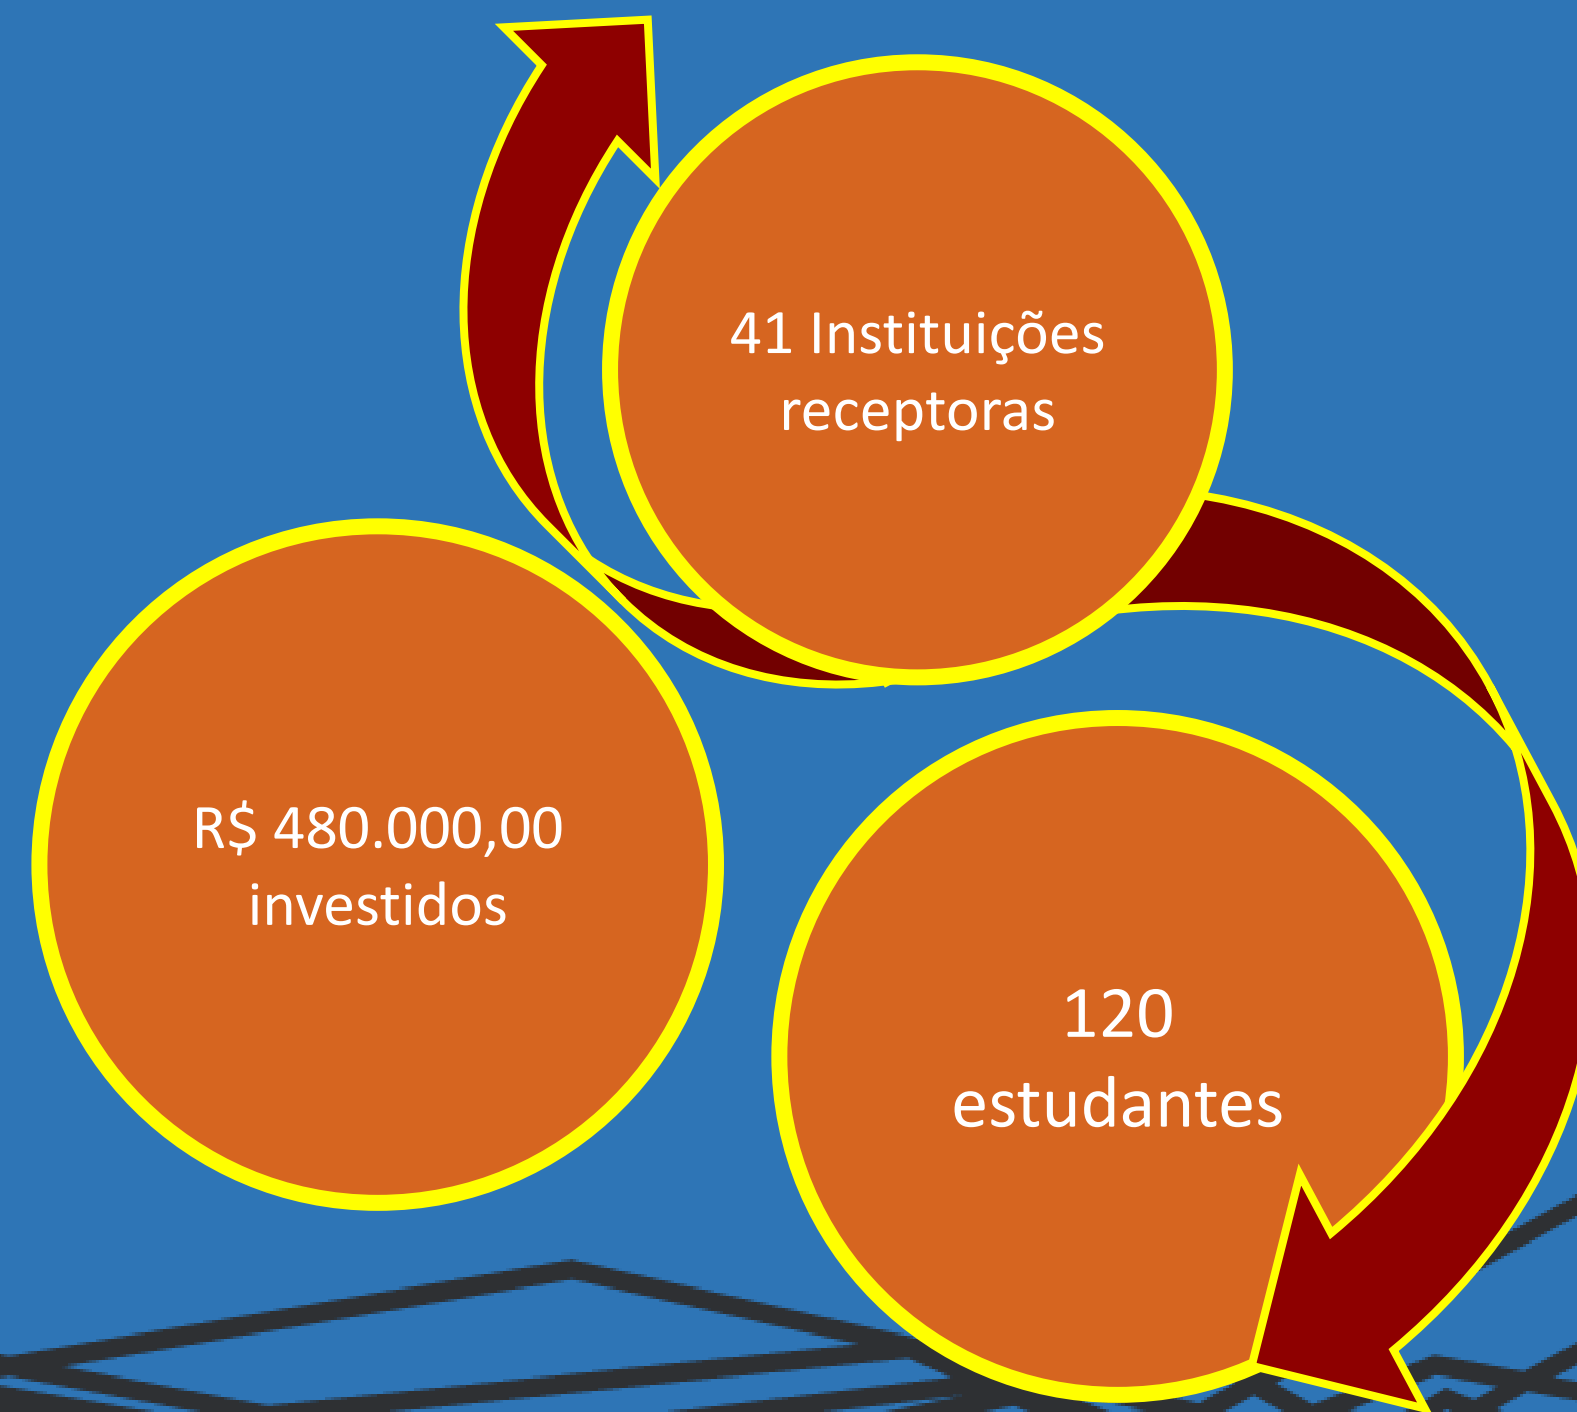 41 Instituições
receptoras
R$ 480.000,00
investidos
120
estudantes